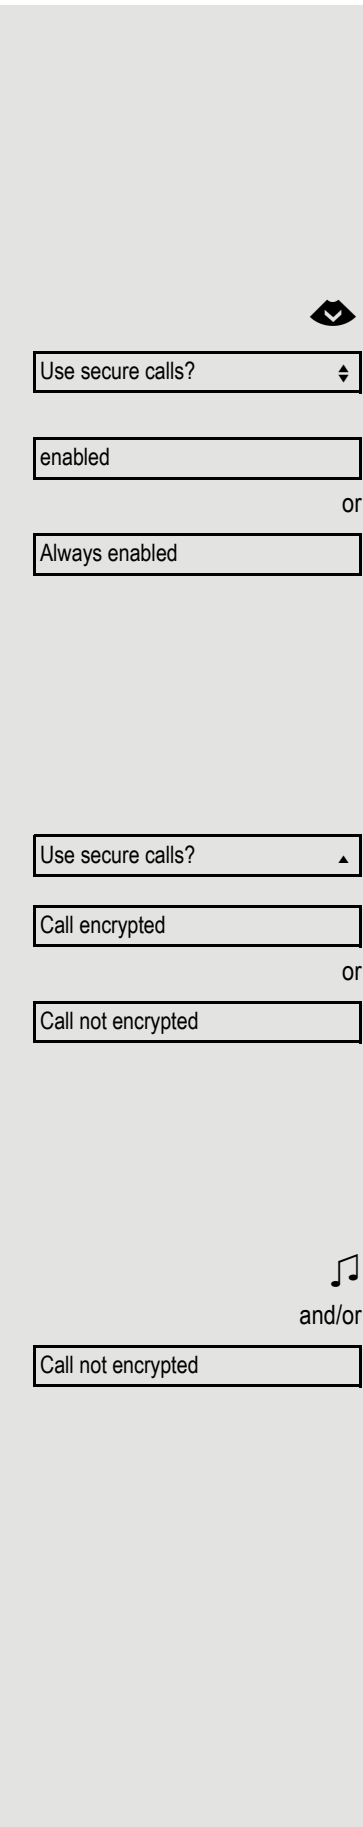 Use secure calls?
enabled
or
Always enabled
Use secure calls?
Call encrypted
or
Call not encrypted
and/or
Call not encrypted